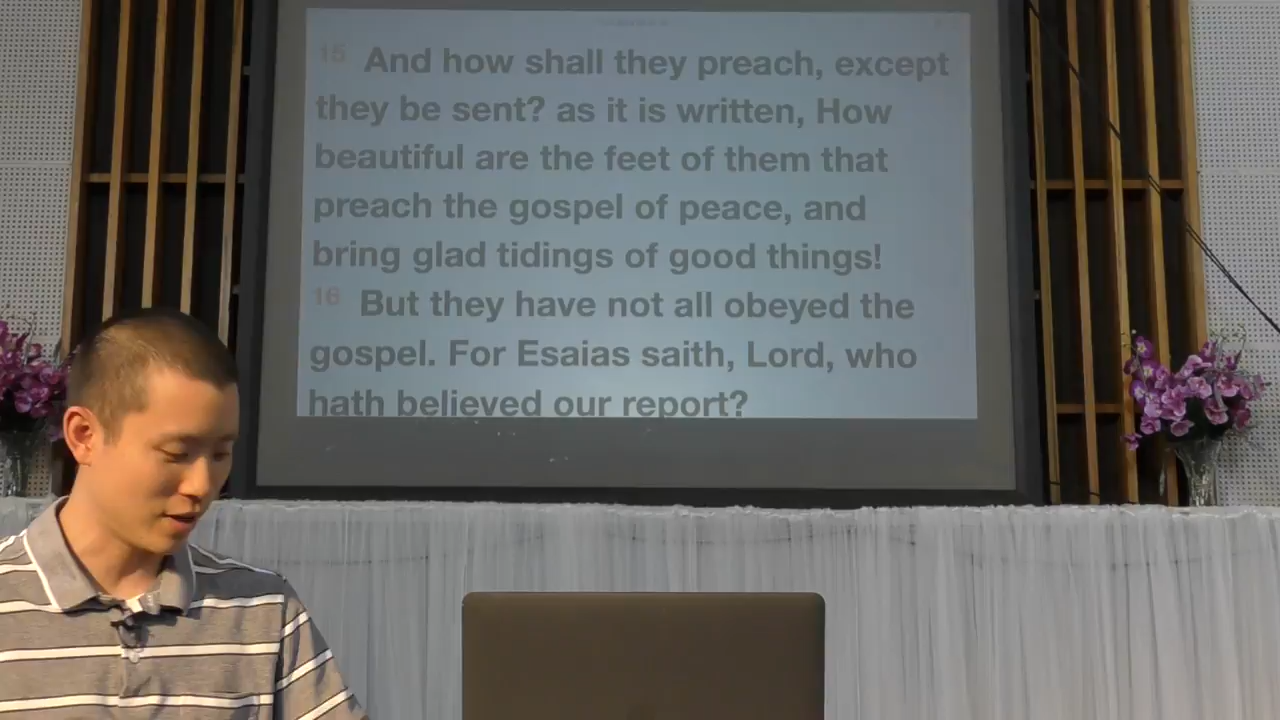 15 And how shall they preach, except
they be sent? as it is written, How
beautiful are the feet of them that
preach the gospel of peace, and
bring glad tidings of good things!
16 But they have not all obeyed the
gospel. For Esaias saith, Lord, who
hath believed our report?